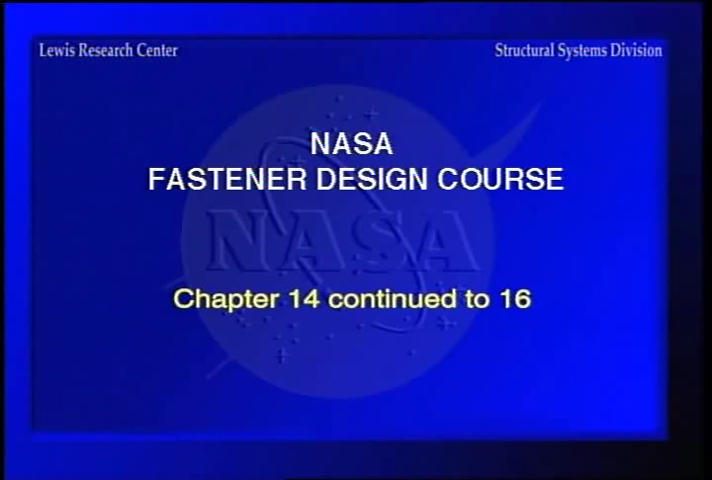 Lewis Research Center
Structural Systems Division
NASA
FASTENER DESIGN COURSE
NASA
Chapter 14 continued to 16